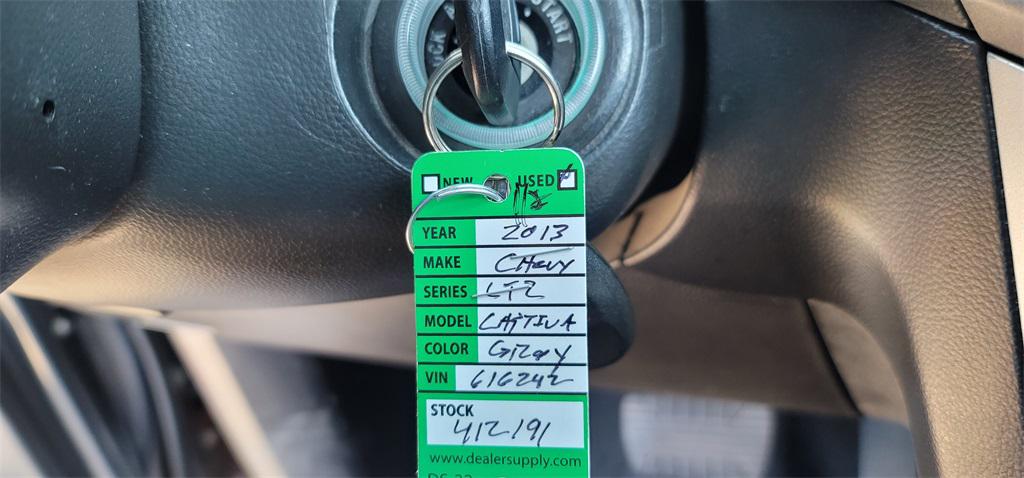 LOCK START
NEW USED
YEAR 2013
MAKE Chevy
SERIES LTZ
MODEL CAPTIVA
COLOR Gray
VIN 616242
STOCK
412191
www.dealersupply.com